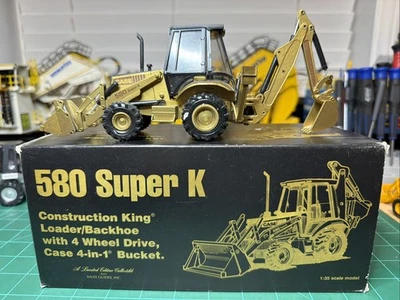 580 Super K
Construction King®
Loader/Backhoe
with 4 Wheel Drive,
Case 4-in-1® Bucket.
A Limited Edition Collectible
from
1:35 scale model